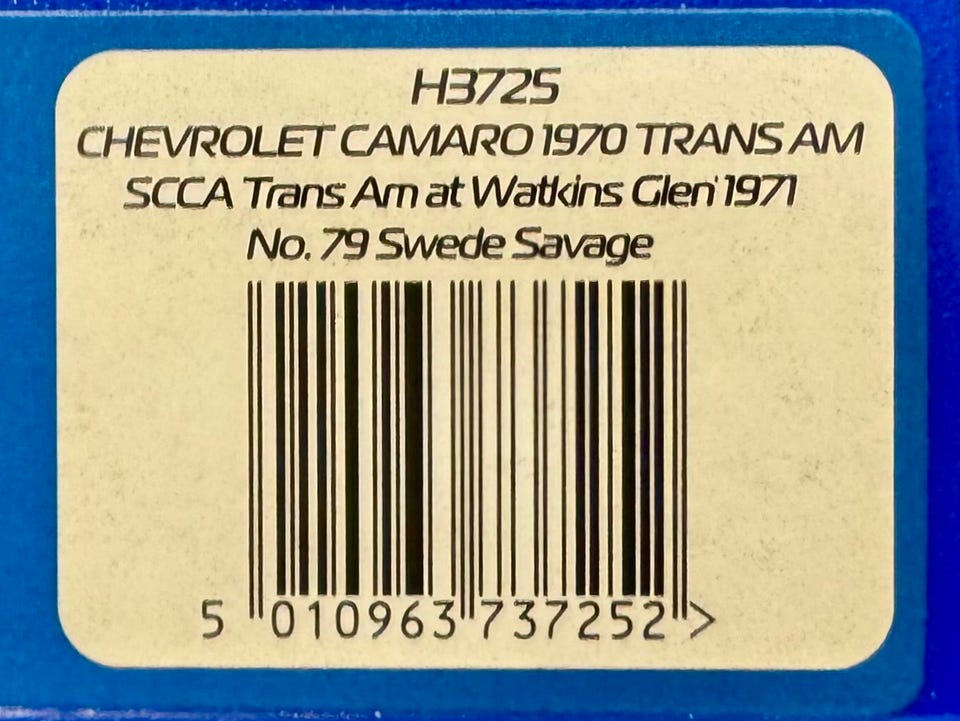 H3725
CHEVROLET CAMARO 1970 TRANS AM
SCCA Trans Am at Watkins Glen' 1971
No. 79 Swede Savage
5 010963 737252 >